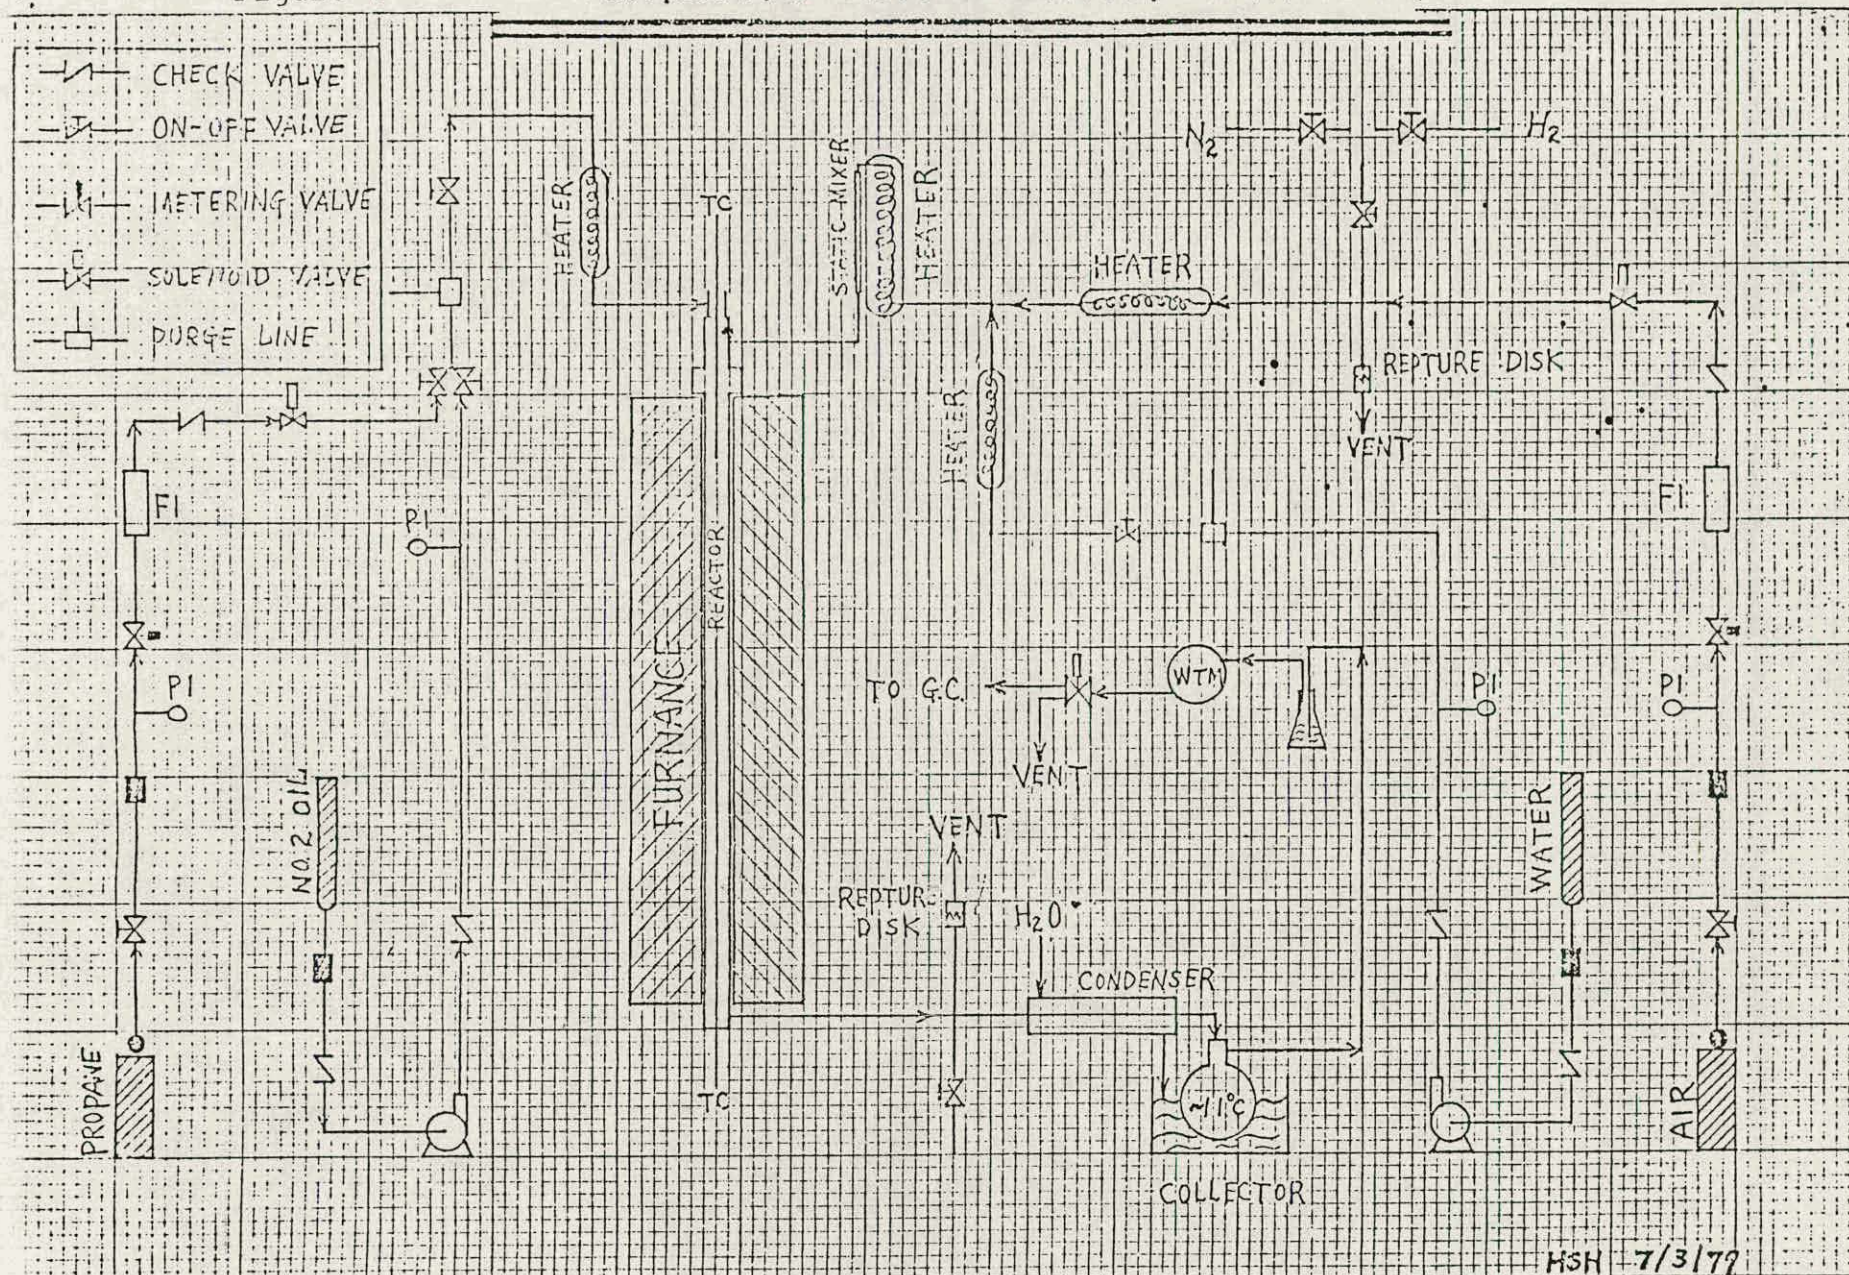 CHECK VALVE
ON-OFF VALVE
METERING VALVE
SOLENOID VALVE
PURGE LINE
HEATER
TC
STATIC MIXER
HEATER
N2
H2
HEATER
REPTURE DISK
VENT
HEATER
FI
FI
PI
REACTOR
FURNANCE
TO G.C.
WTM
VENT
PI
PI
PI
NO.2 OIL
WATER
VENT
REPTURE
DISK
H2O
CONDENSER
PROPANE
TC
~11°C
AIR
COLLECTOR
HSH 7/3/79